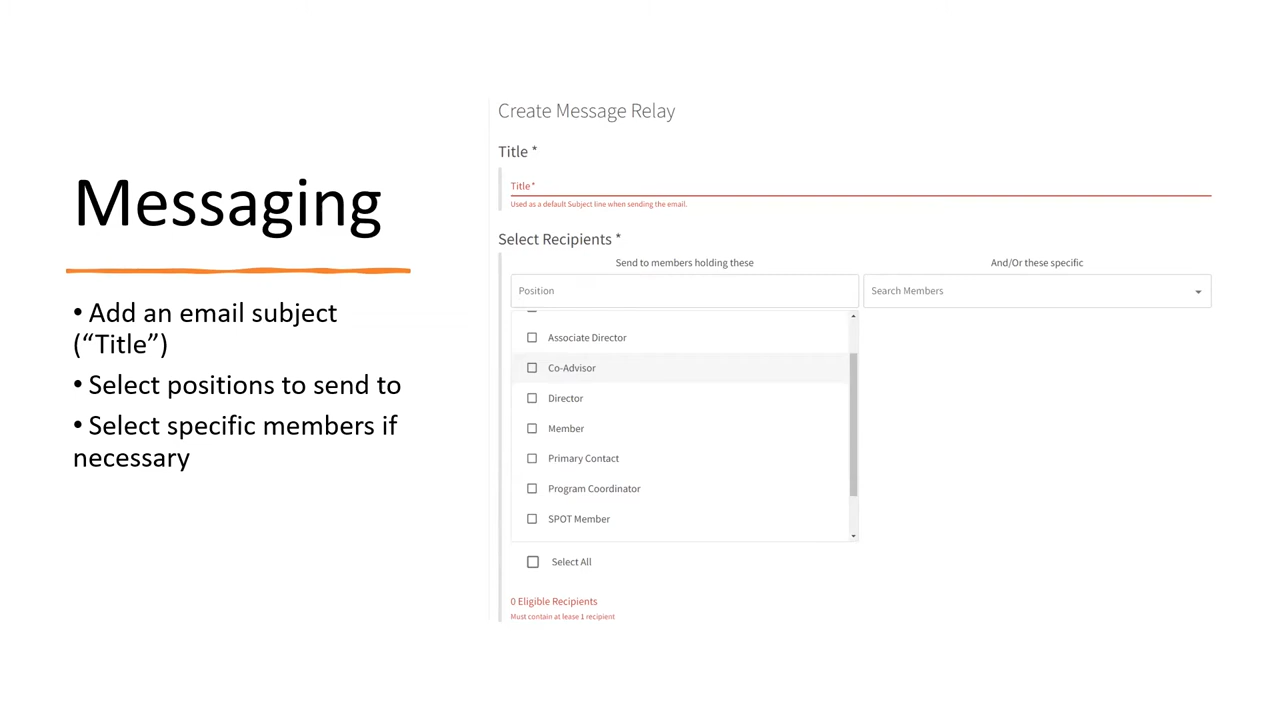 Messaging
• Add an email subject
(“Title”)
• Select positions to send to
• Select specific members if
necessary
Create Message Relay
Title *
Title*
Used as a default Subject line when sending the email.
Select Recipients *
Send to members holding these
And/Or these specific
Position
Search Members
Associate Director
Co-Advisor
Director
Member
Primary Contact
Program Coordinator
SPOT Member
Select All
0 Eligible Recipients
Must contain at lease 1 recipient